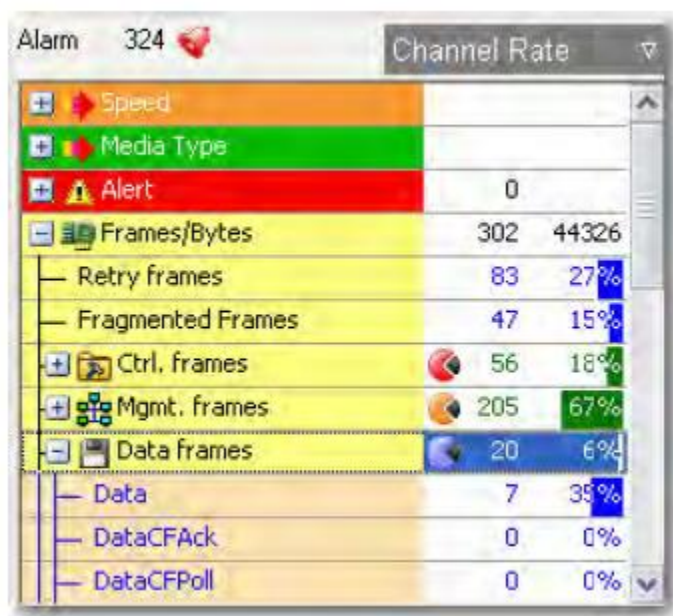 Alarm 324 Channel Rate
Speed
Media Type
Alert 0
Frames/Bytes 302 44326
Retry frames 83 27%
Fragmented Frames 47 15%
Ctrl. frames 56 18%
Mgmt. frames 205 67%
Data frames 20 6%
Data 7 35%
DataCFAck 0 0%
DataCFPoll 0 0%